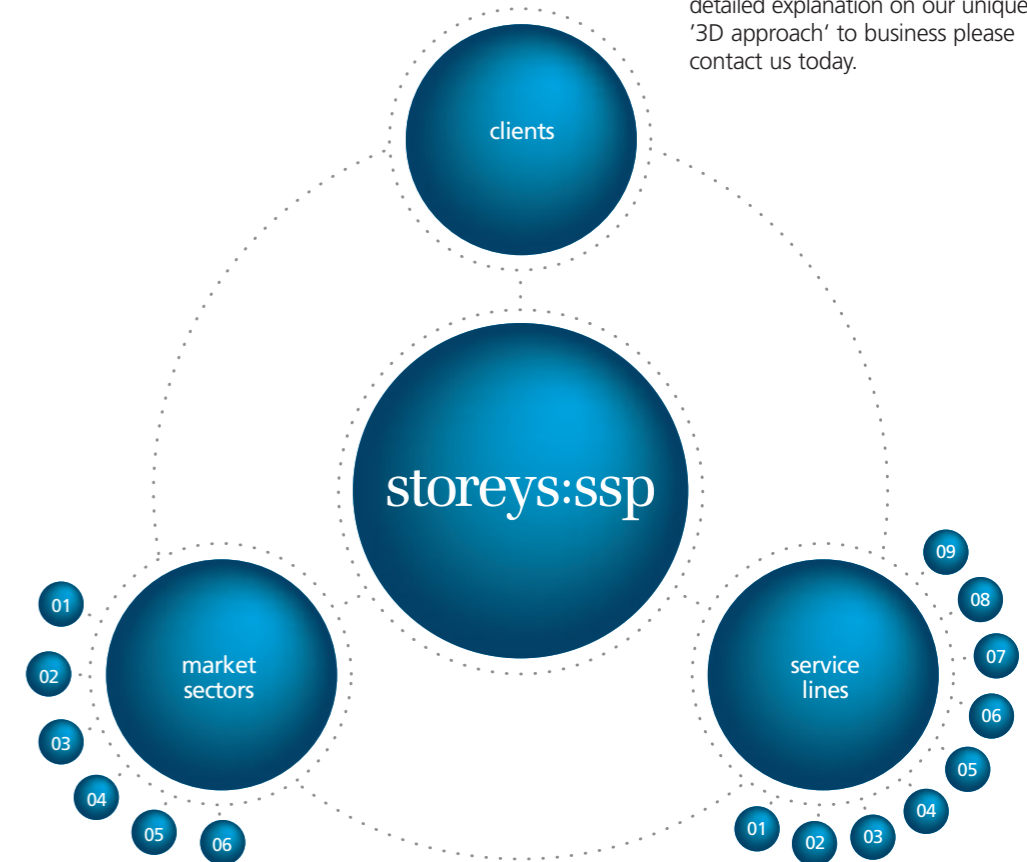 detailed explanation on our unique
‘3D approach‘ to business please
contact us today.
clients
storeys:ssp
market
sectors
01
02
03
04
05
06
service
lines
09
08
07
06
05
04
03
02
01